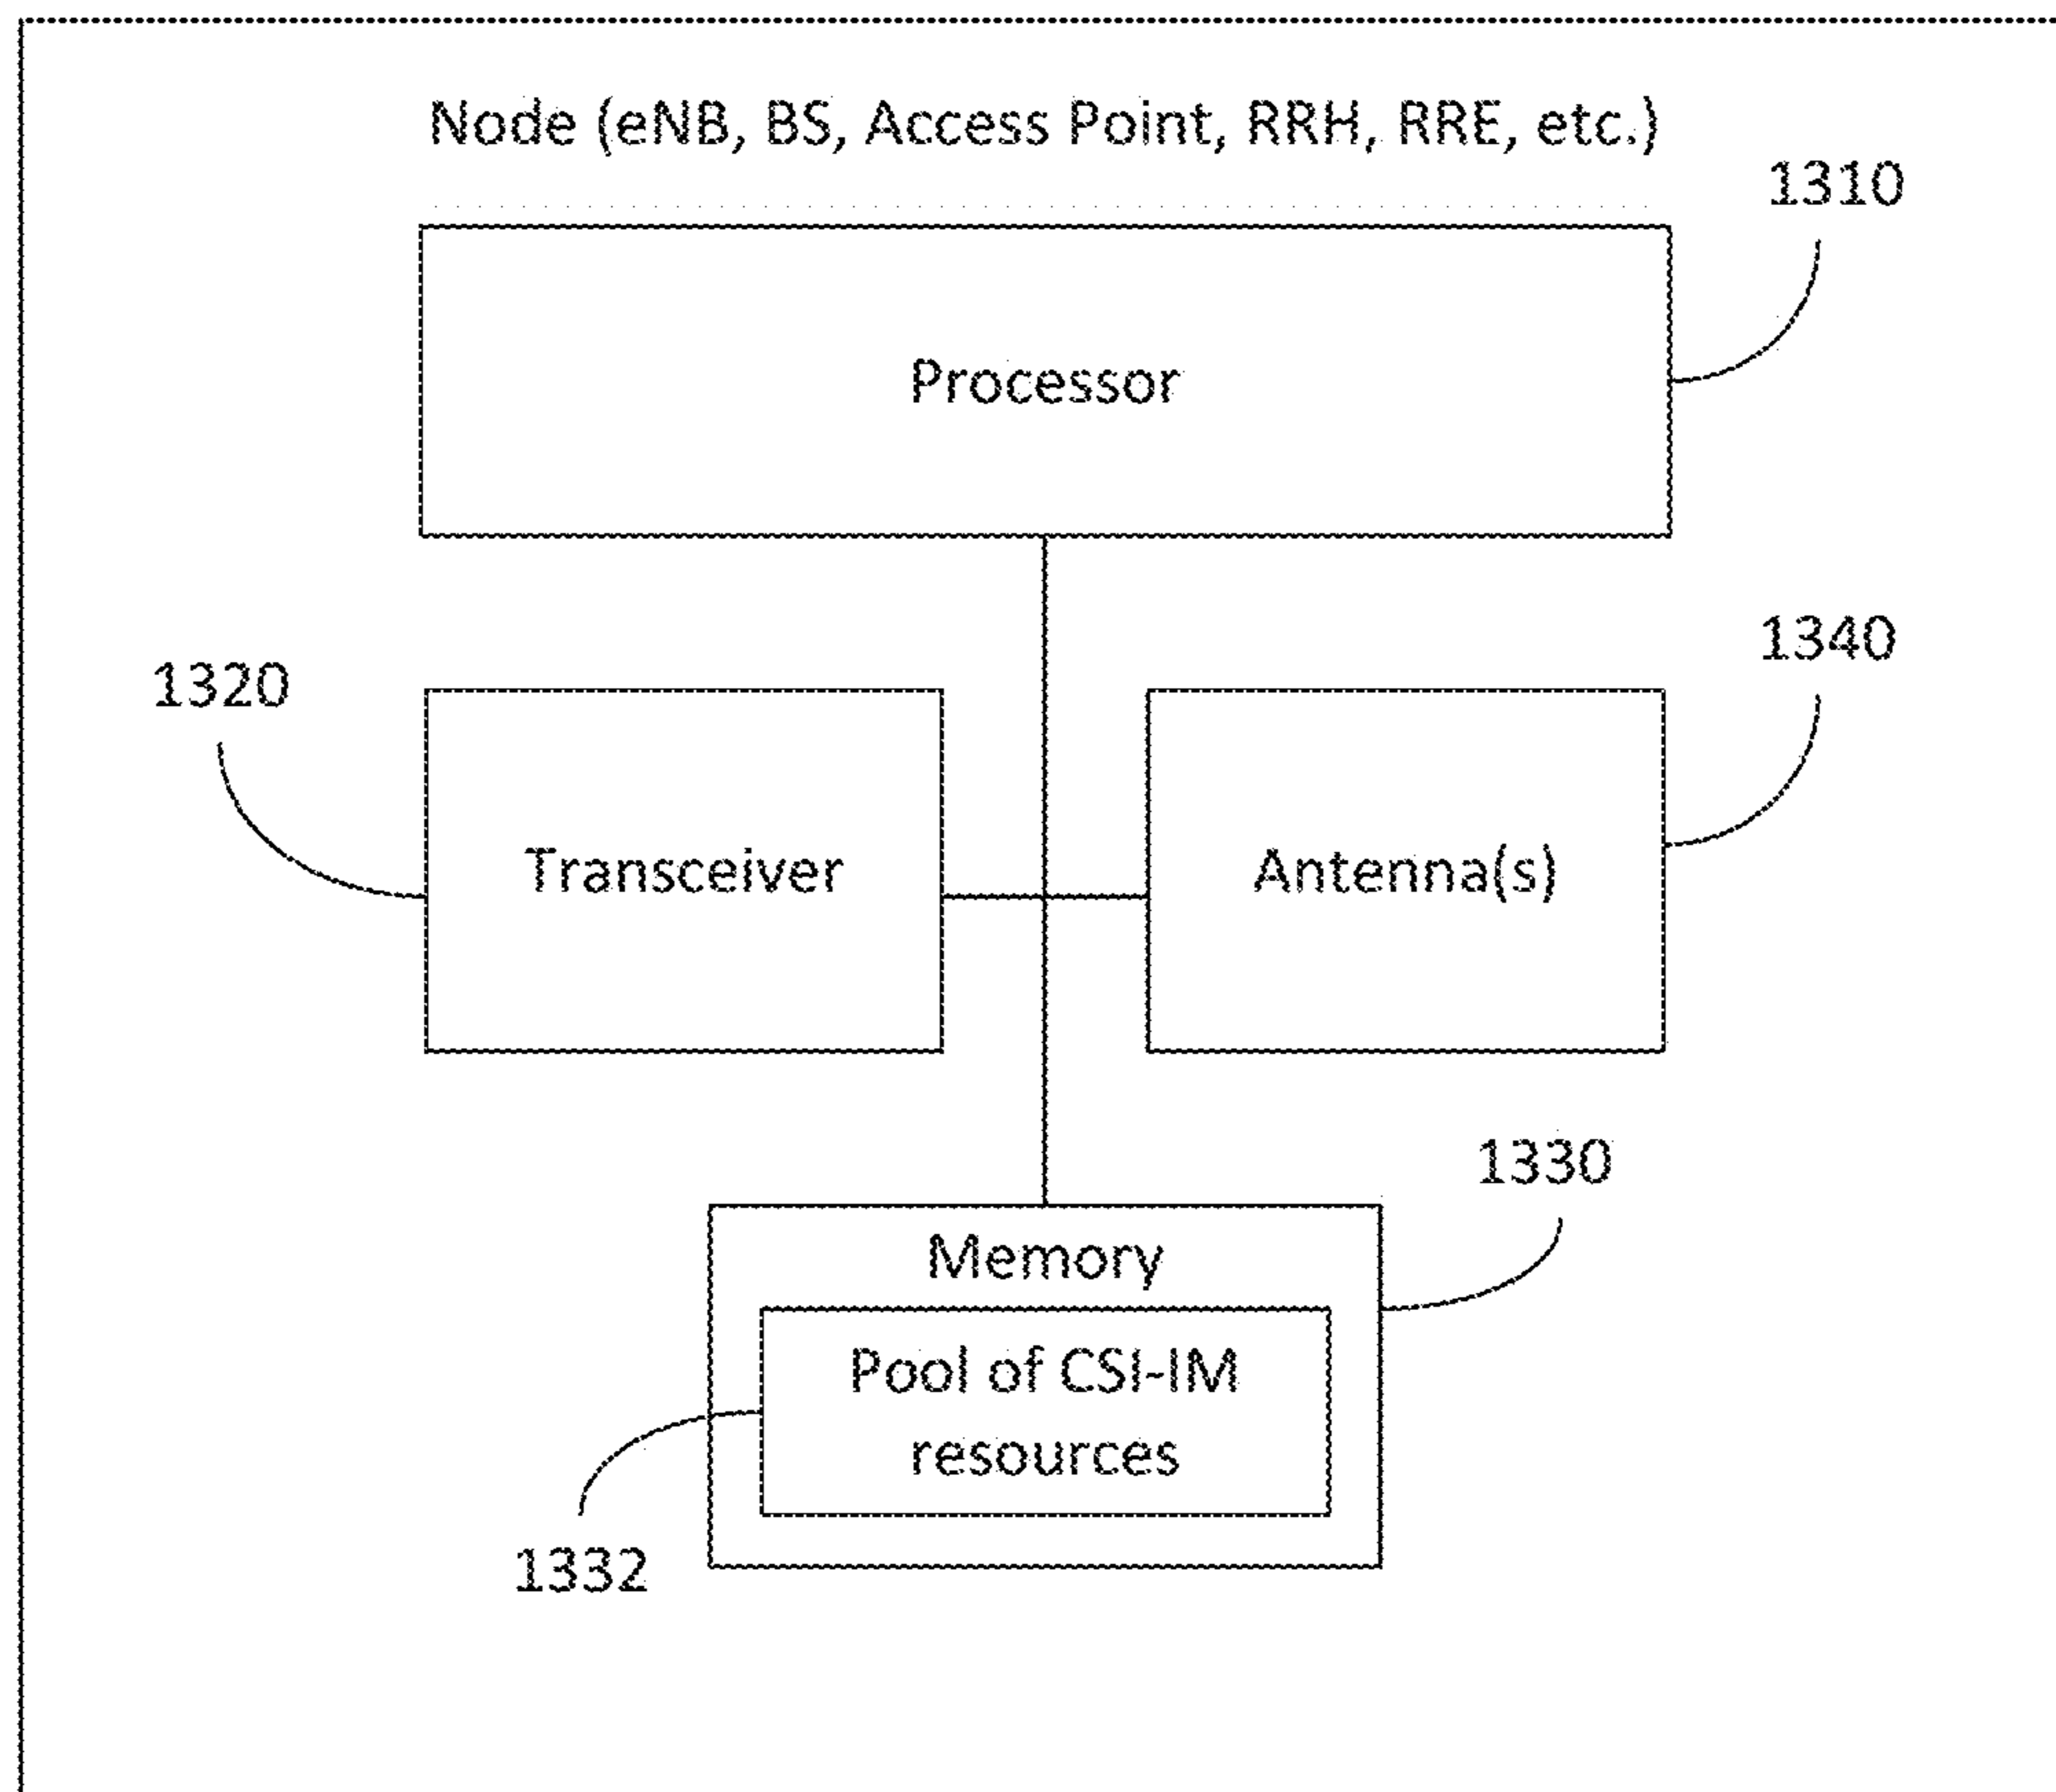 Node (eNB, BS, Access Point, RRH, RRE, etc.)
1310
Processor
1340
1320
Transceiver
Antenna(s)
1330
Memory
Pool of CSI-IM
resources
1332